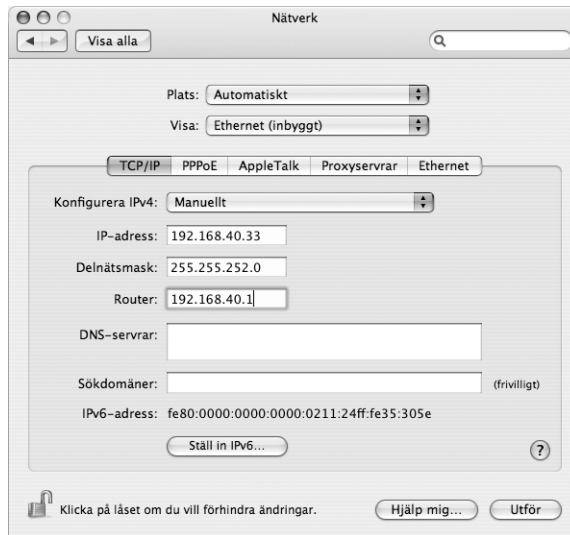 Nätverk
Visa alla
Plats: Automatiskt
Visa: Ethernet (inbyggt)
TCP/IP PPPoE AppleTalk Proxyservrar Ethernet
Konfigurera IPv4: Manuellt
IP-adress: 192.168.40.33
Delnätsmask: 255.255.252.0
Router: 192.168.40.1
DNS-servrar:
Sökdomäner: (frivilligt)
IPv6-adress: fe80:0000:0000:0000:0211:24ff:fe35:305e
Ställ in IPv6...
?
Klicka på låset om du vill förhindra ändringar. Hjälp mig... Utför